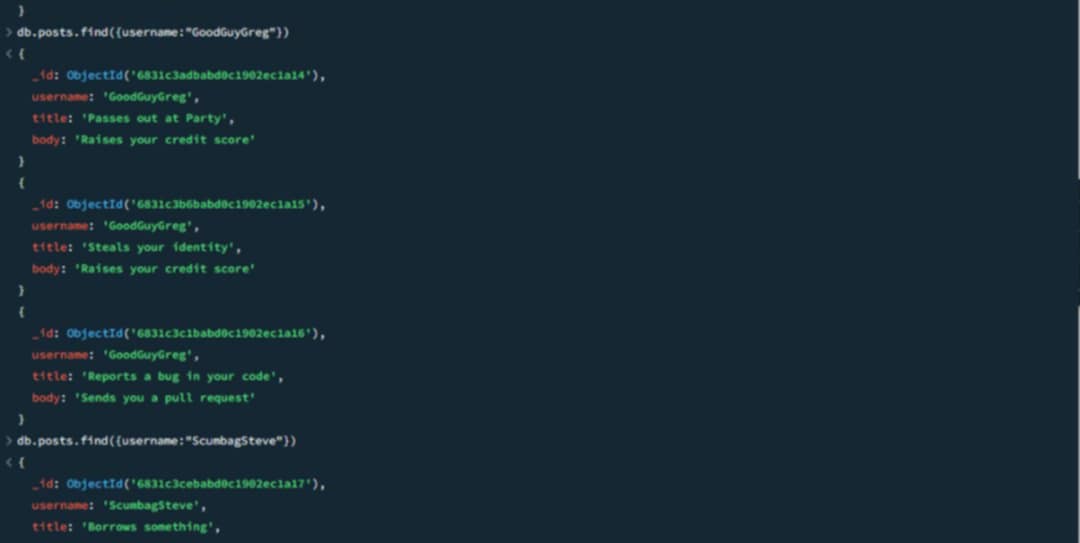 }
> db.posts.find({username:"GoodGuyGreg"})
< {
_id: ObjectId('6831c3adbabd0c1902ec1a14'),
username: 'GoodGuyGreg',
title: 'Passes out at Party',
body: 'Raises your credit score'
}
{
_id: ObjectId('6831c3b6babd0c1902ec1a15'),
username: 'GoodGuyGreg',
title: 'Steals your identity',
body: 'Raises your credit score'
}
{
_id: ObjectId('6831c3c1babd0c1902ec1a16'),
username: 'GoodGuyGreg',
title: 'Reports a bug in your code',
body: 'Sends you a pull request'
}
> db.posts.find({username:"ScumbagSteve"})
< {
_id: ObjectId('6831c3cebabd0c1902ec1a17'),
username: 'ScumbagSteve',
title: 'Borrows something',